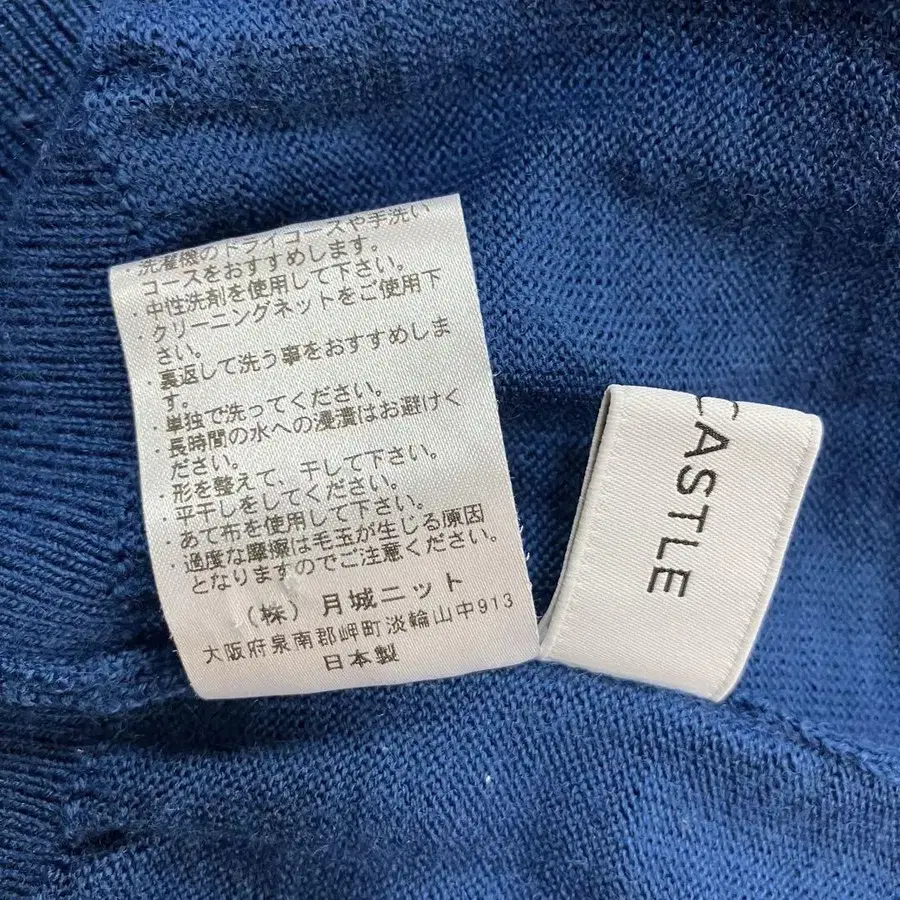 ・洗濯機のドライコースや手洗い
コースをおすすめします。
・中性洗剤を使用して下さい。
・クリーニングネットをご使用下
さい。
・裏返して洗う事をおすすめしま
す。
・単独で洗ってください。
・長時間の水への浸漬はお避けく
ださい。
・形を整えて、干して下さい。
・平干しをしてください。
・あて布を使用して下さい。
・過度な摩擦は毛玉が生じる原因
となりますのでご注意ください。
(株) 月城ニット
大阪府泉南郡岬町淡輪山中913
日本製
CASTLE